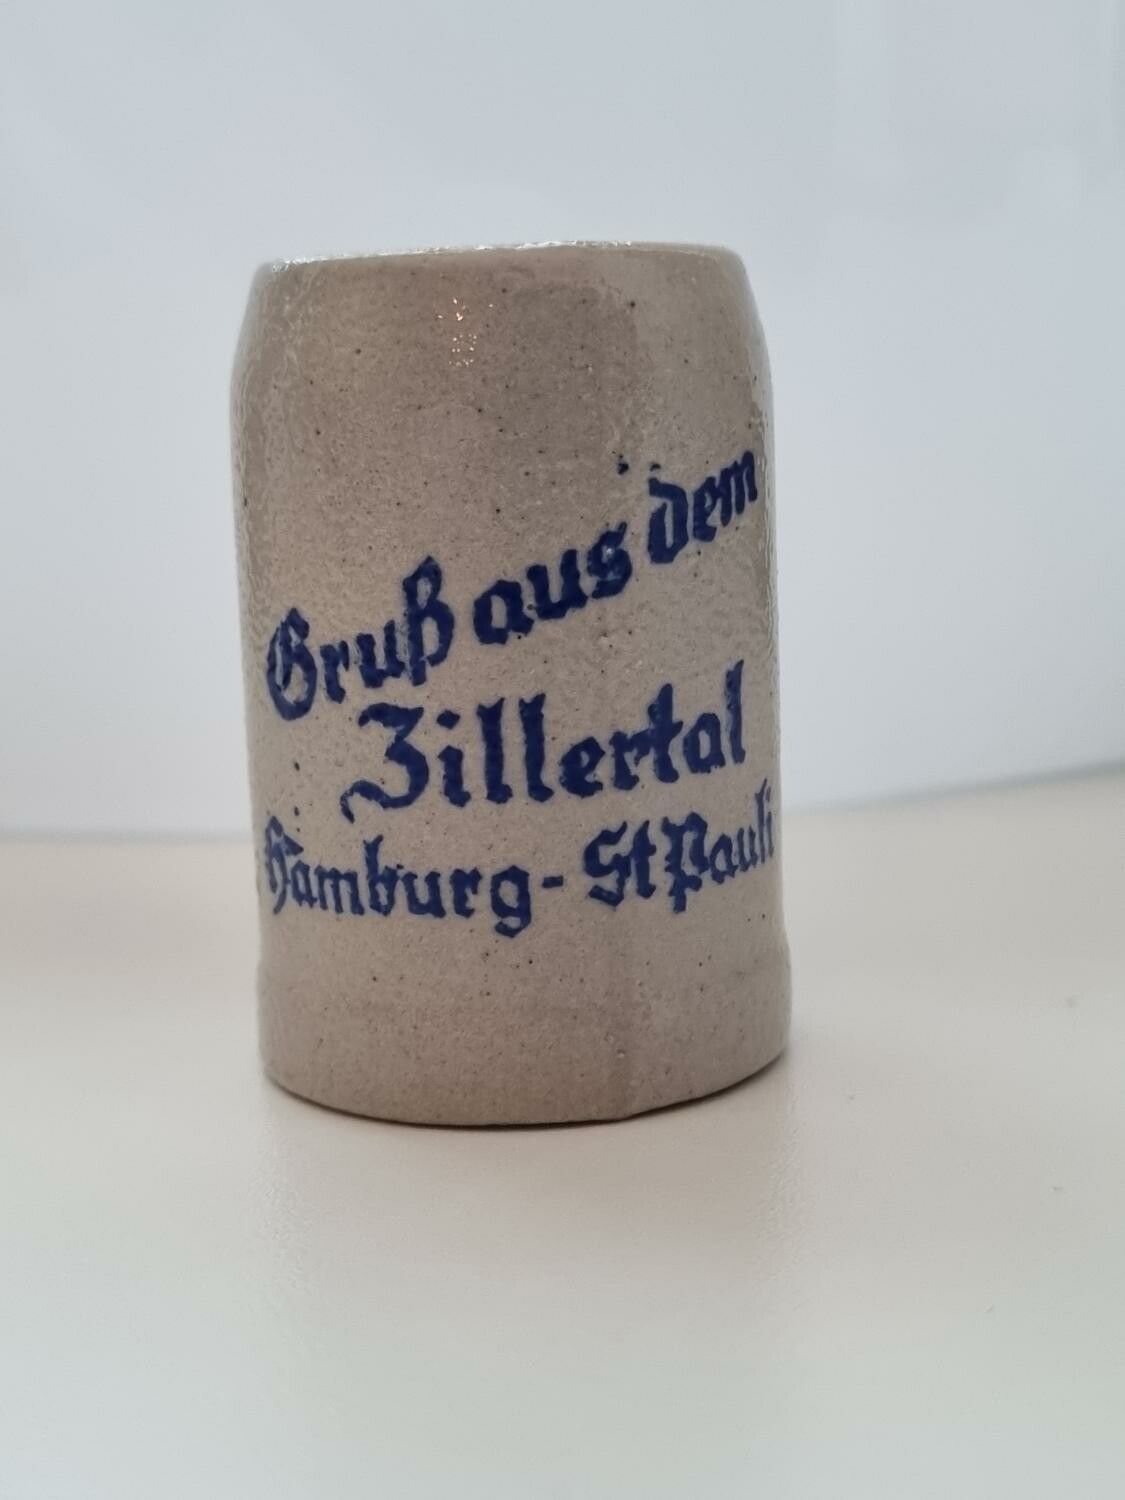 Gruß aus dem
Zillertal
Hamburg - St Pauli